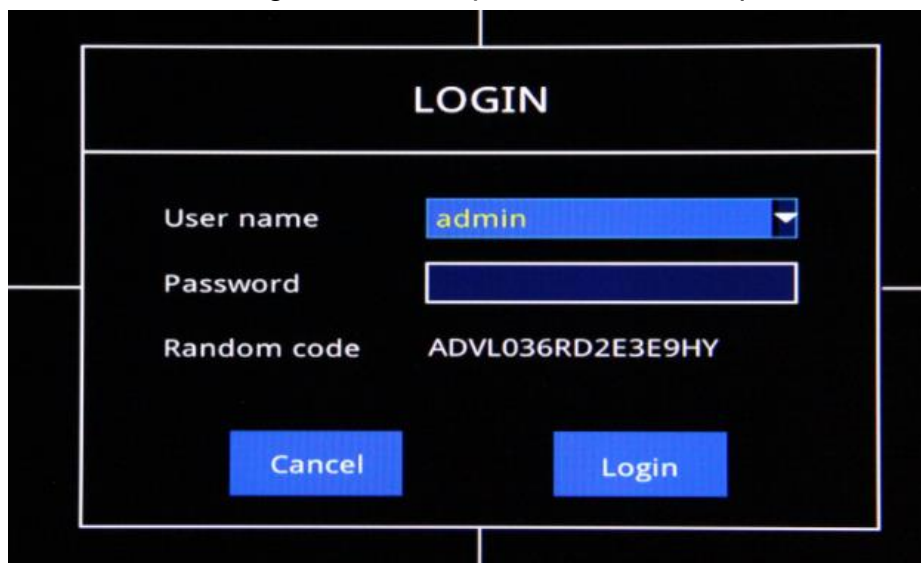 LOGIN
User name admin
Password
Random code ADVL036RD2E3E9HY
Cancel Login